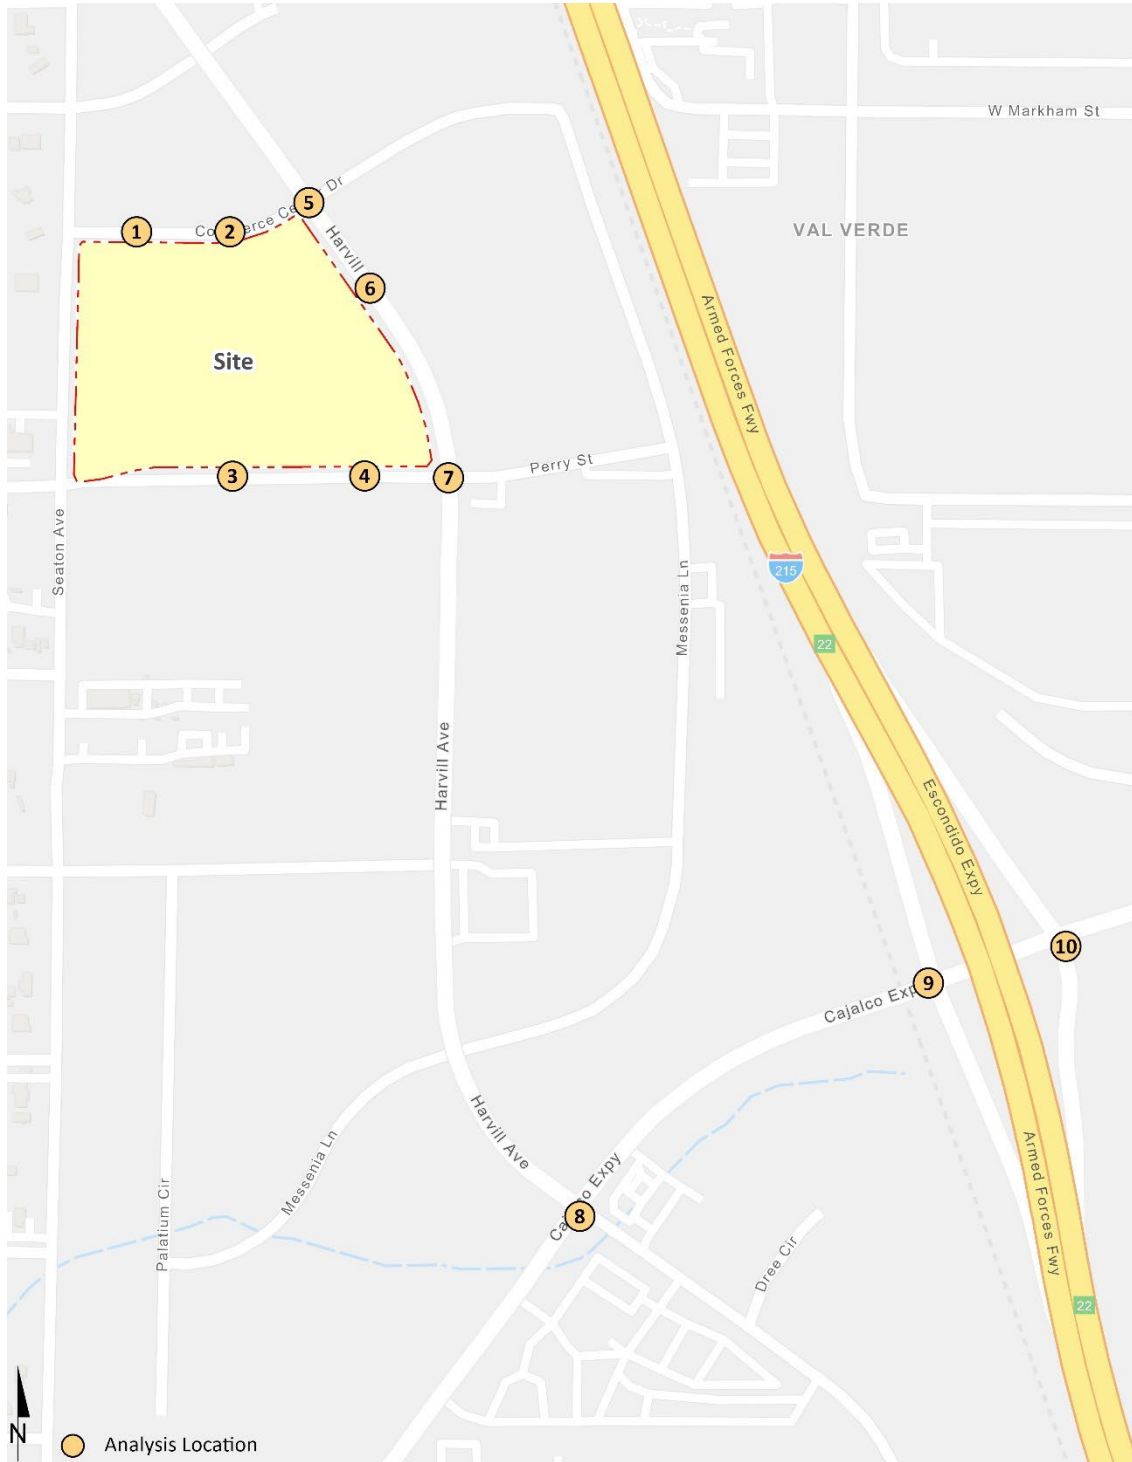 W Markham St
VAL VERDE
5
Dr
1
2
Harvill
6
Site
Armed Forces Fwy
3
4
7
Perry St
Seaton Ave
215
22
Messenia Ln
Harvill Ave
Escondido Expy
10
9
Cajalco Exp
Harvill Ave
Messenia Ln
Palatium Cir
Cajalco Expy
8
Dree Cir
Armed Forces Fwy
22
N
Analysis Location